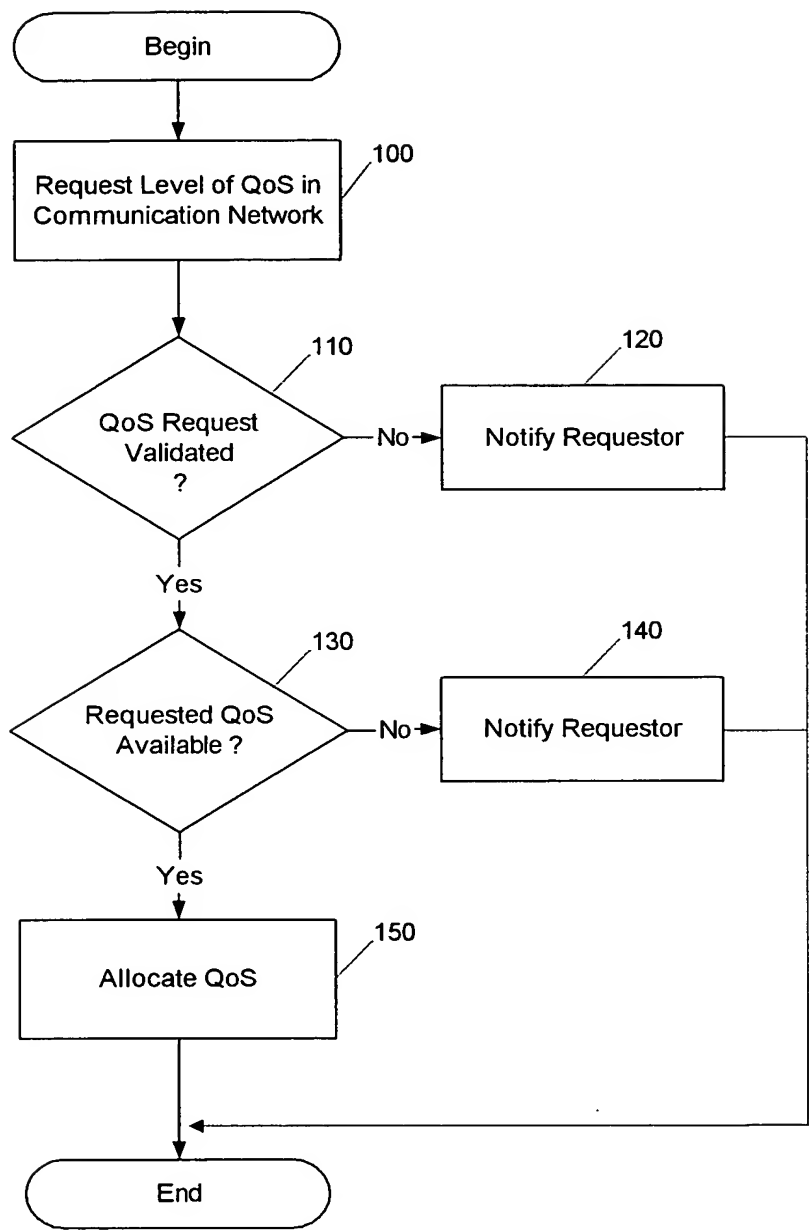 Begin
100
Request Level of QoS in
Communication Network
110
120
QoS Request
Validated
?
No
Notify Requestor
Yes
130
140
Requested QoS
Available ?
No
Notify Requestor
Yes
150
Allocate QoS
End